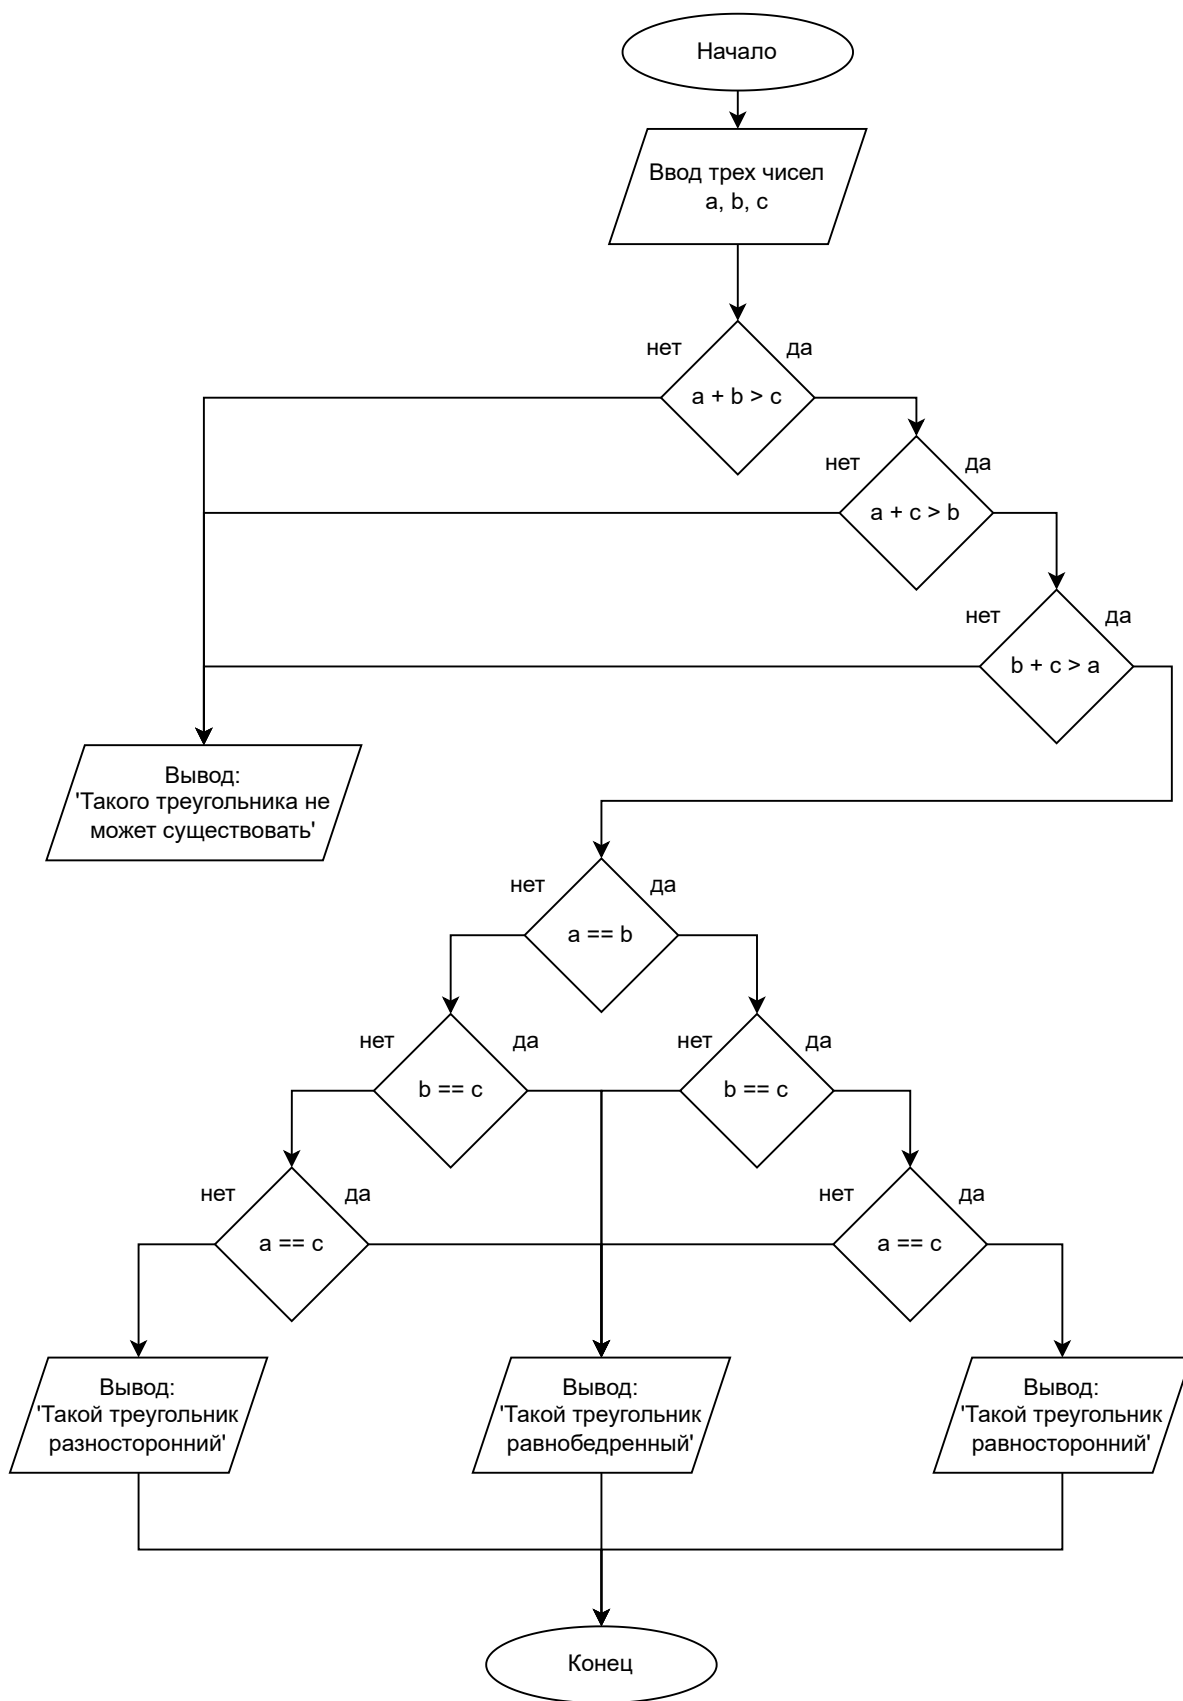 Начало
Ввод трех чисел
a, b, c
нет
да
a + b > c
нет
да
a + c > b
нет
да
b + c > a
Вывод:
'Такого треугольника не
может существовать'
нет
да
a == b
нет
да
нет
да
b == c
b == c
нет
да
нет
да
a == c
a == c
Вывод:
'Такой треугольник
разносторонний'
Вывод:
'Такой треугольник
равнобедренный'
Вывод:
'Такой треугольник
равносторонний'
Конец